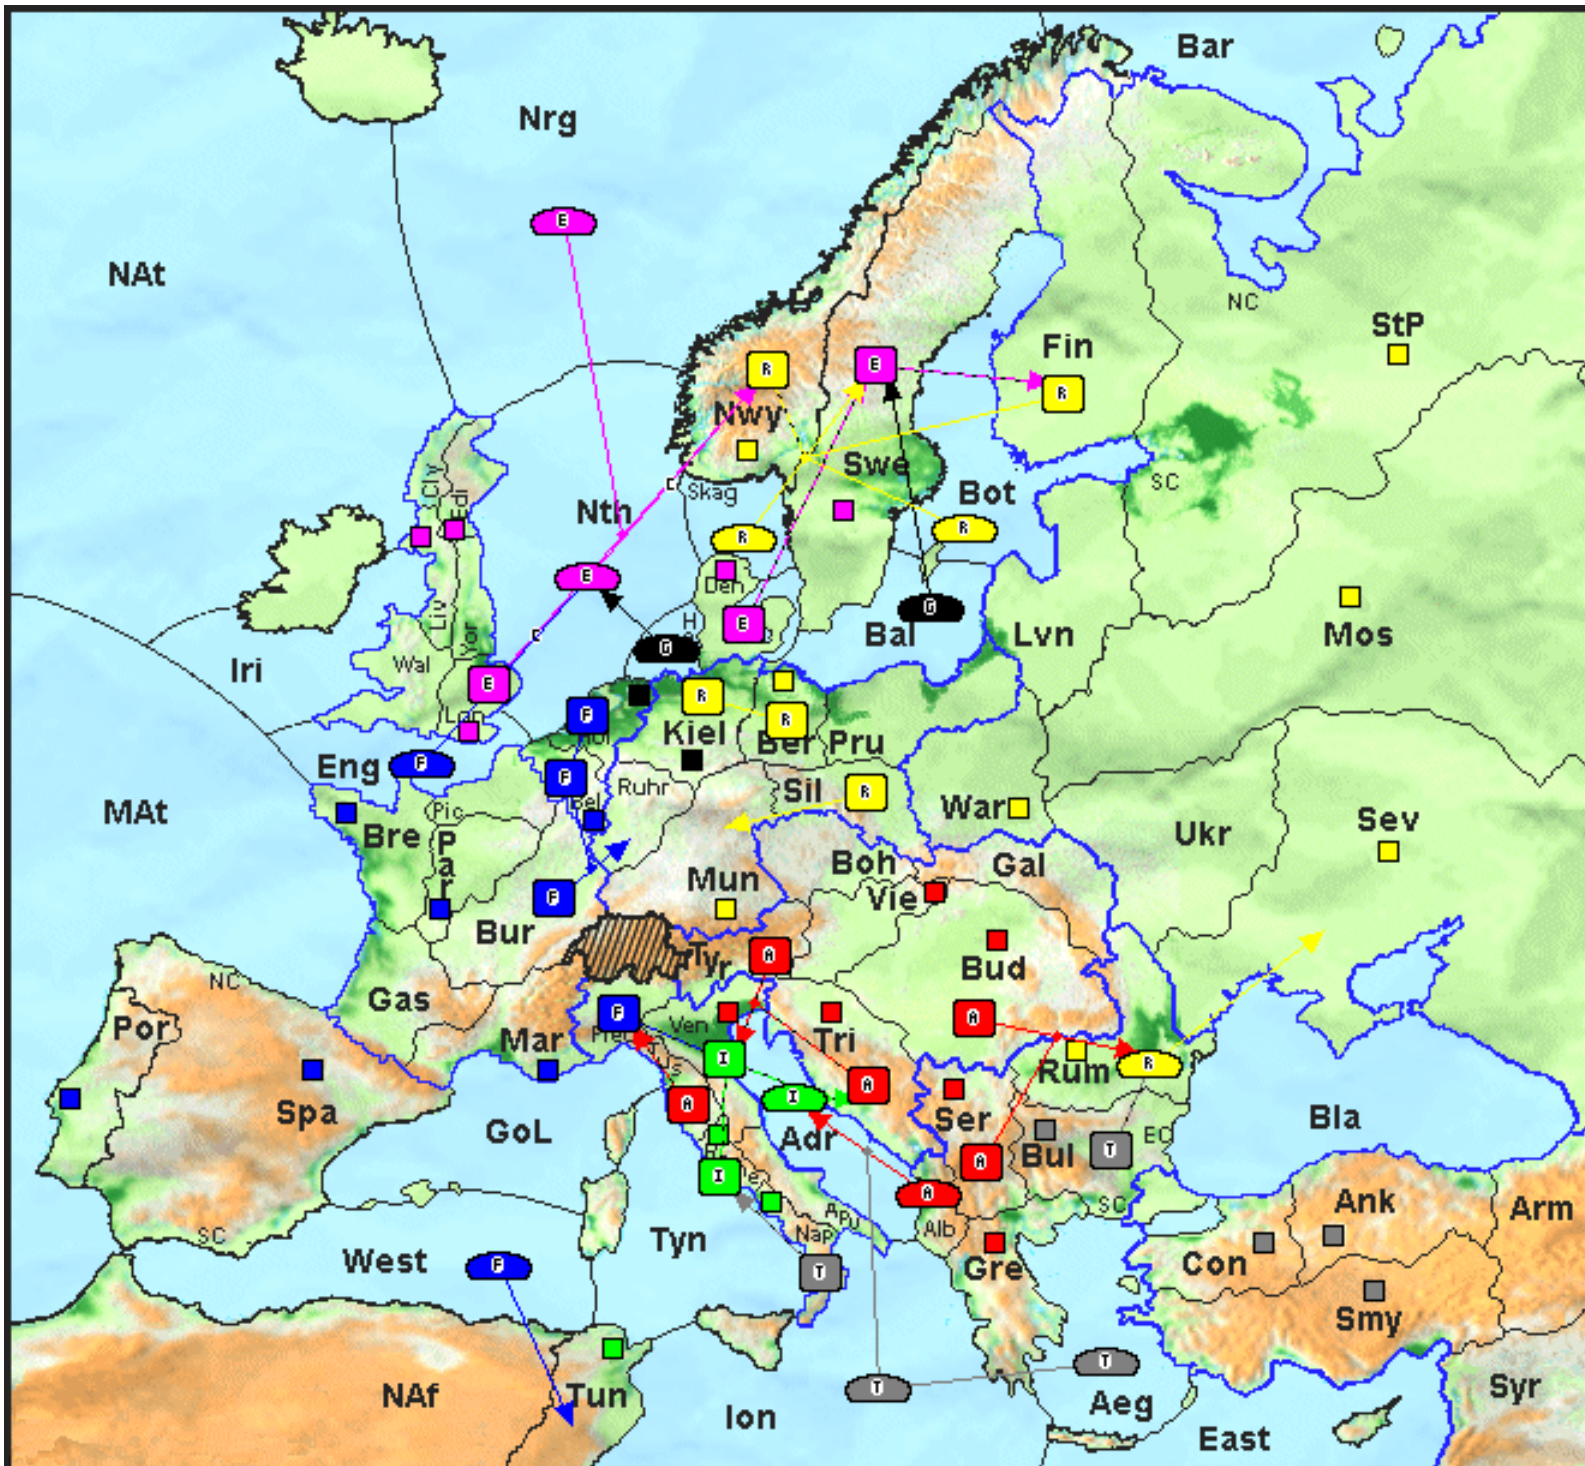 Bar
Nrg
E
NAt
NC
StP
Fin
R
E
R
Nwy
Swe
SC
Bot
C
Skag
Nth
R
R
Cly
Edi
E
Den
G
H
E
Bal
Lvn
Mos
C
G
Liv
Yor
Wal
Iri
E
R
Lon
F
R
Kiel
Ber
Pru
Hol
Eng
F
F
Ruhr
Sil
R
MAt
Pic
Bel
War
Ukr
Sev
Bre
Par
Boh
Gal
Mun
Vie
F
Bur
Tyr
A
Bud
NC
Gas
Por
F
Ven
A
Mar
Pie
Tri
Tus
I
R
Rum
A
Spa
A
I
Ser
Bla
GoL
Adr
Bul
T
EC
A
I
A
Ank
Arm
Apu
SC
Alb
SC
Nap
Tyn
West
Con
F
T
Gre
Smy
T
T
NAf
Tun
Ion
Aeg
Syr
East